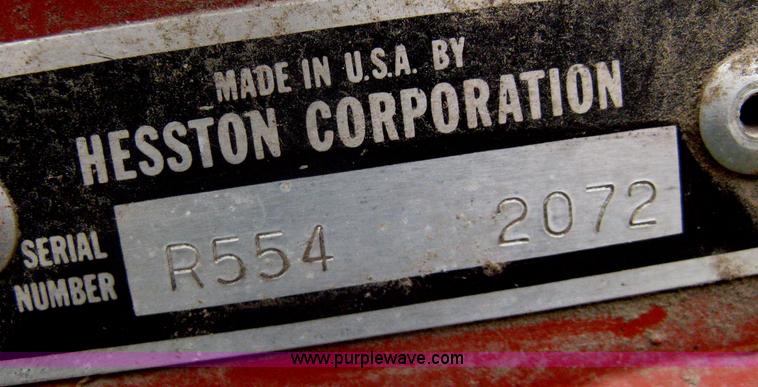 MADE IN U.S.A. BY
HESSTON CORPORATION
SERIAL NUMBER
R554 2072
www.purplewave.com